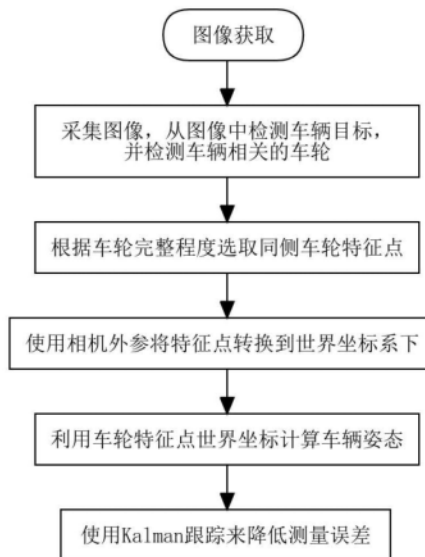 图像获取
采集图像，从图像中检测车辆目标，
并检测车辆相关的车轮
根据车轮完整程度选取同侧车轮特征点
使用相机外参将特征点转换到世界坐标系下
利用车轮特征点世界坐标计算车辆姿态
使用Kalman跟踪来降低测量误差